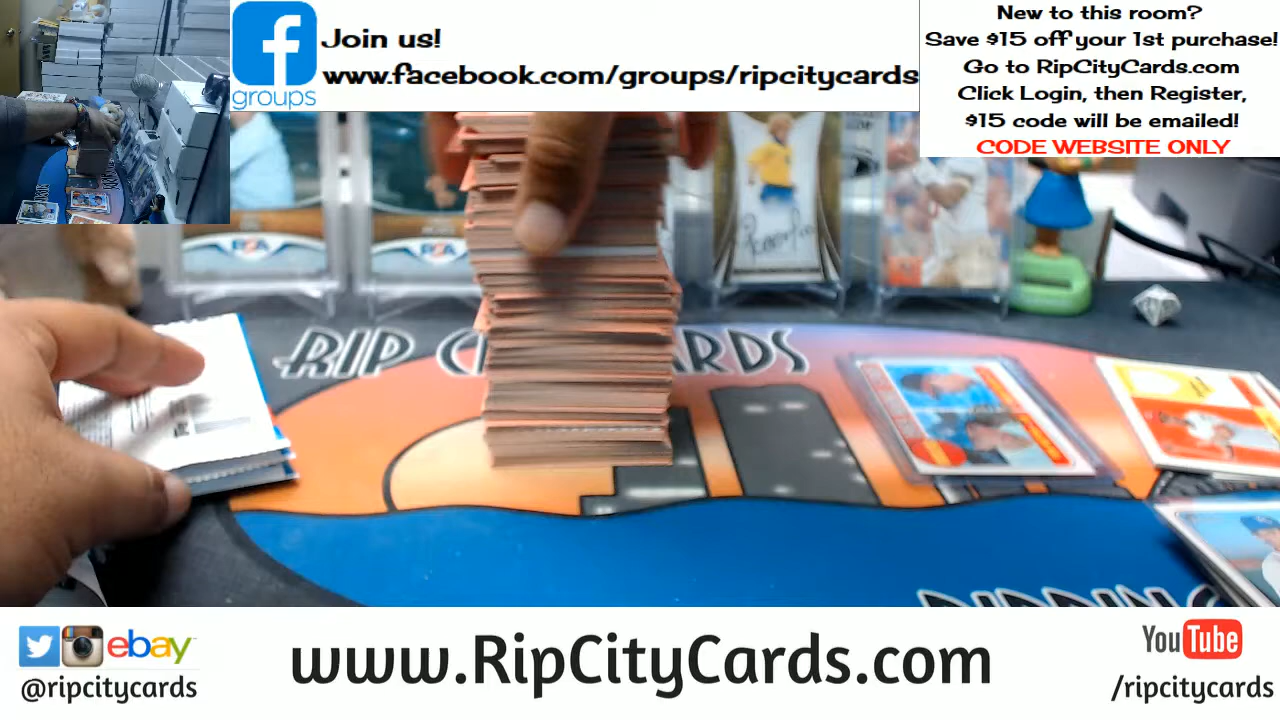 f
groups
Join us!
www.facebook.com/groups/ripcitycards
New to this room?
Save $15 off your 1st purchase!
Go to RipCityCards.com
Click Login, then Register,
$15 code will be emailed!
CODE WEBSITE ONLY
PSA
PSA
RIP C ARDS
ebay
@ripcitycards
www.RipCityCards.com
YouTube
/ripcitycards